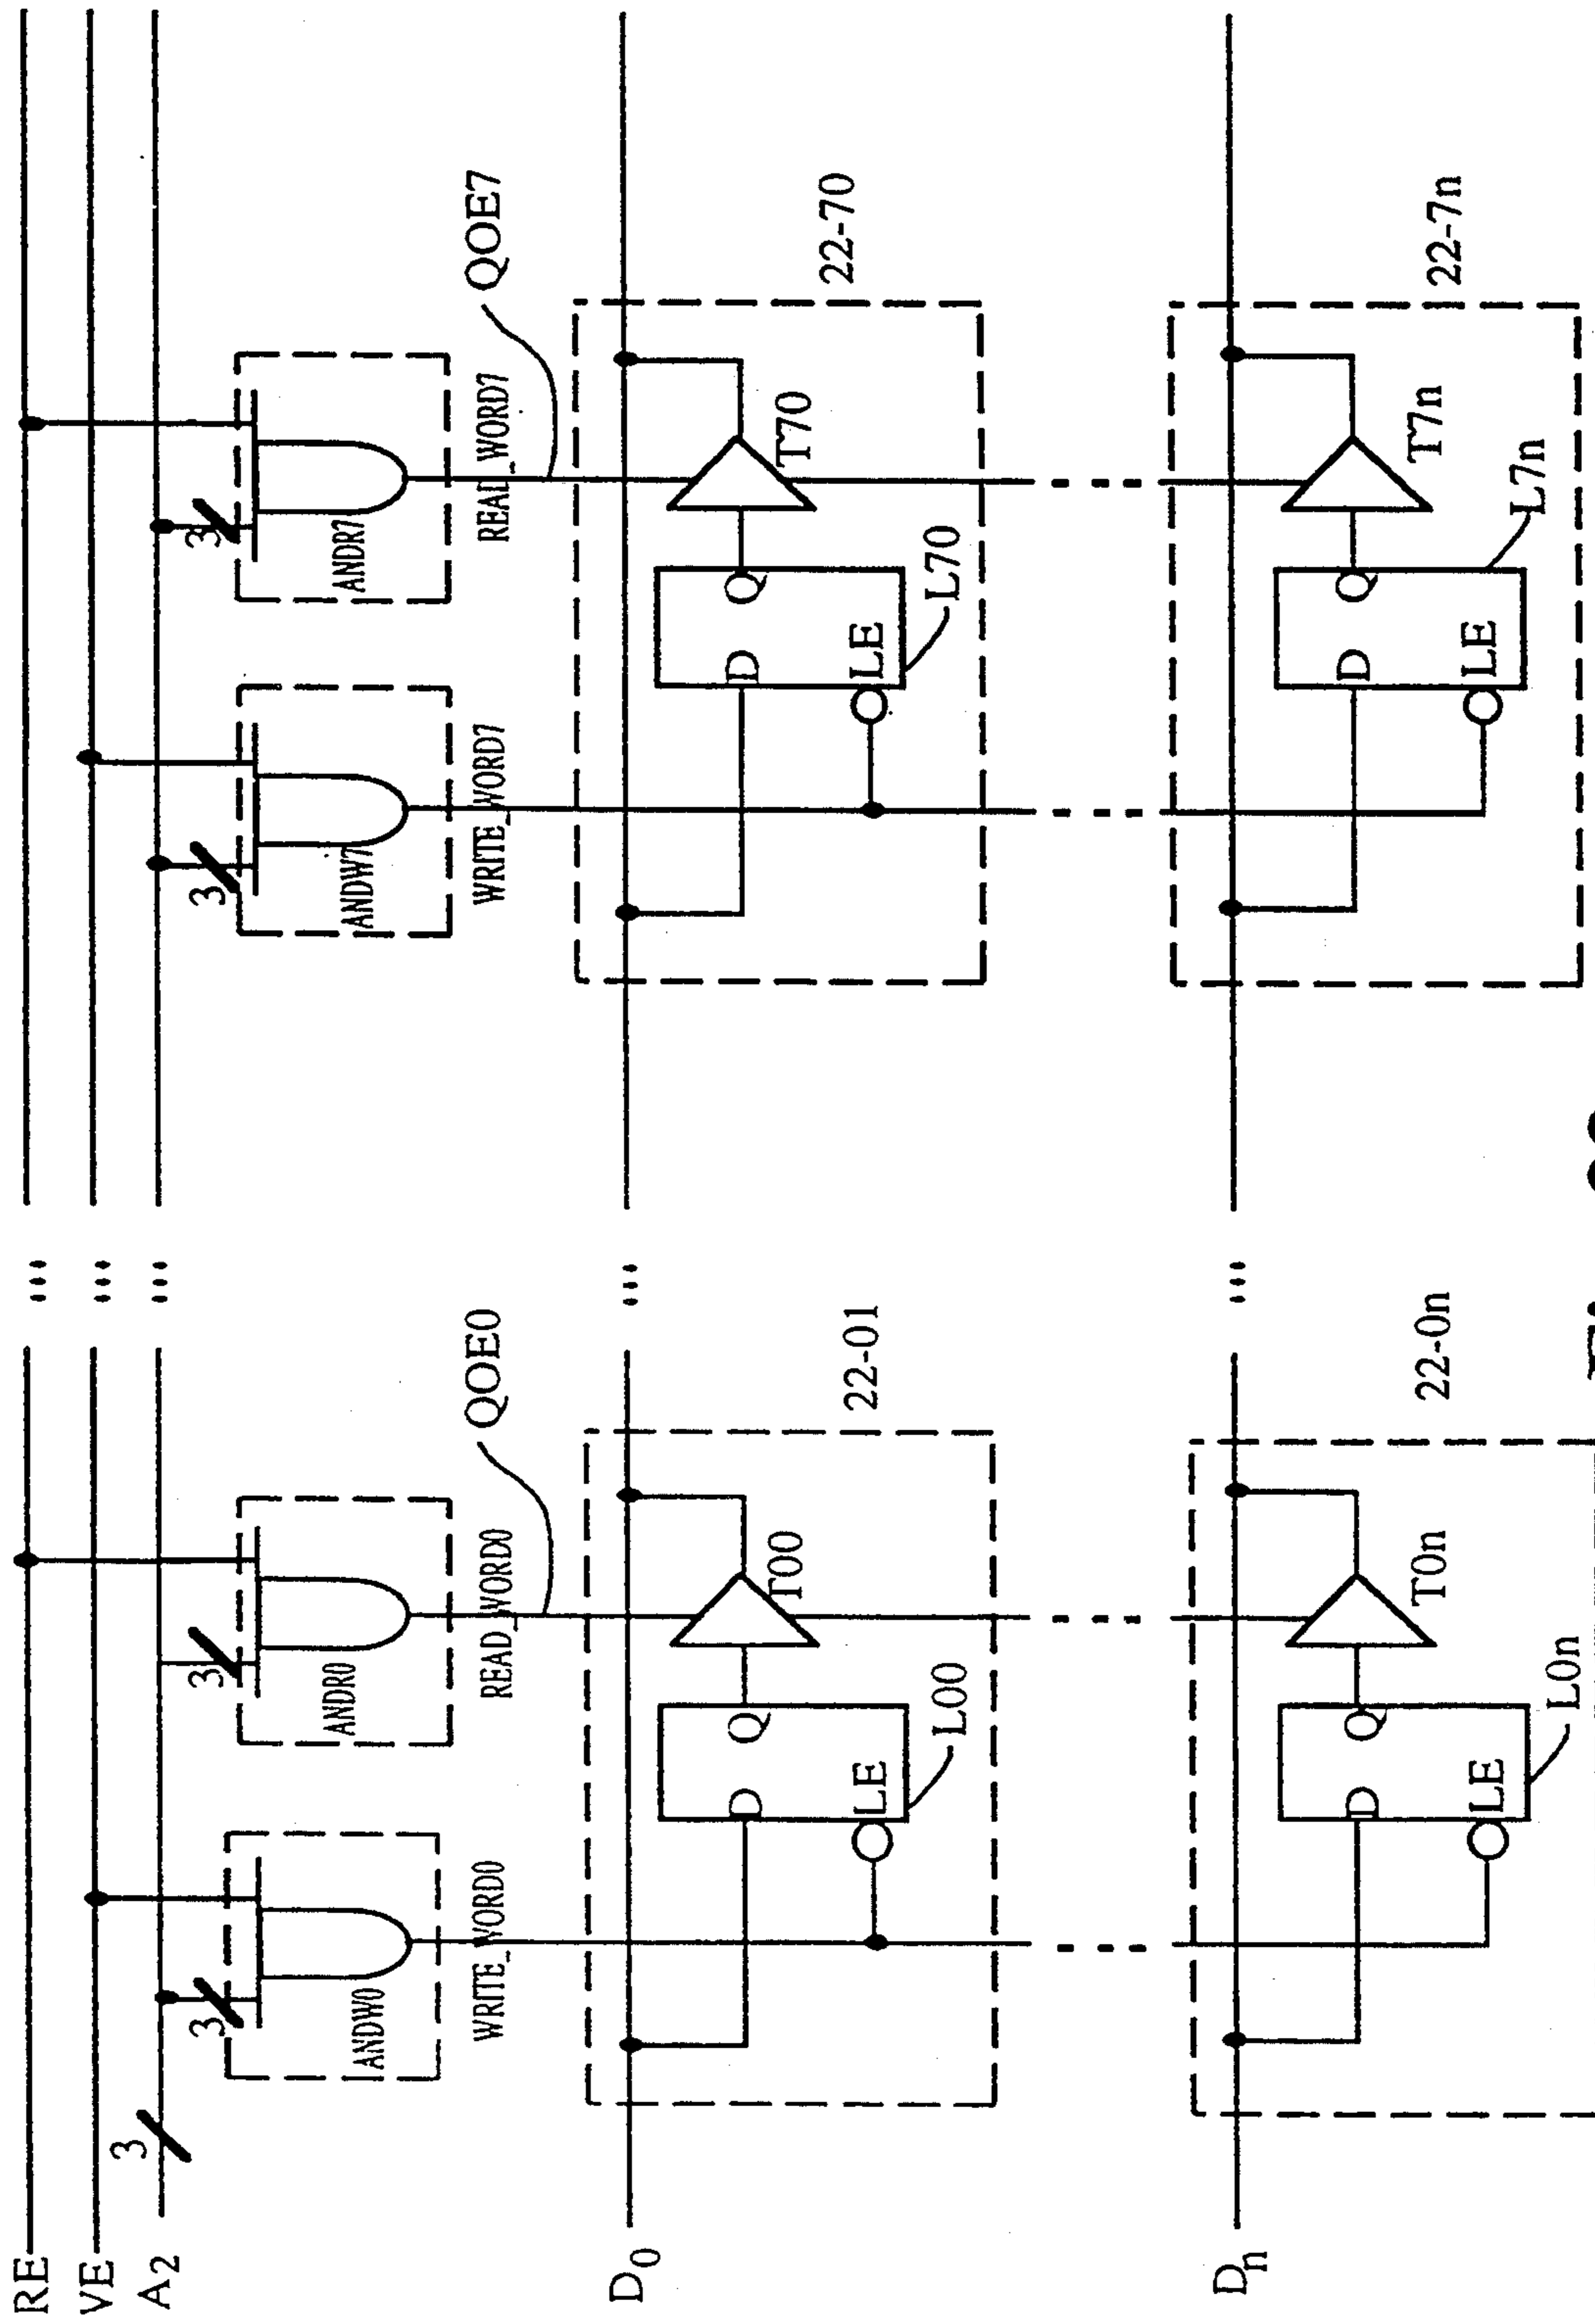 RE
VE
A2
3
3
ANDW0
WRITE_WORD0
3
ANDR0
READ_WORD0
QOE0
3
ANDW7
WRITE_WORD7
3
ANDR7
READ_WORD7
QOE7
D0
D
Q
LE
L00
T00
22-01
D
Q
LE
L70
T70
22-70
Dn
D
Q
LE
L0n
T0n
22-0n
D
Q
LE
L7n
T7n
22-7n